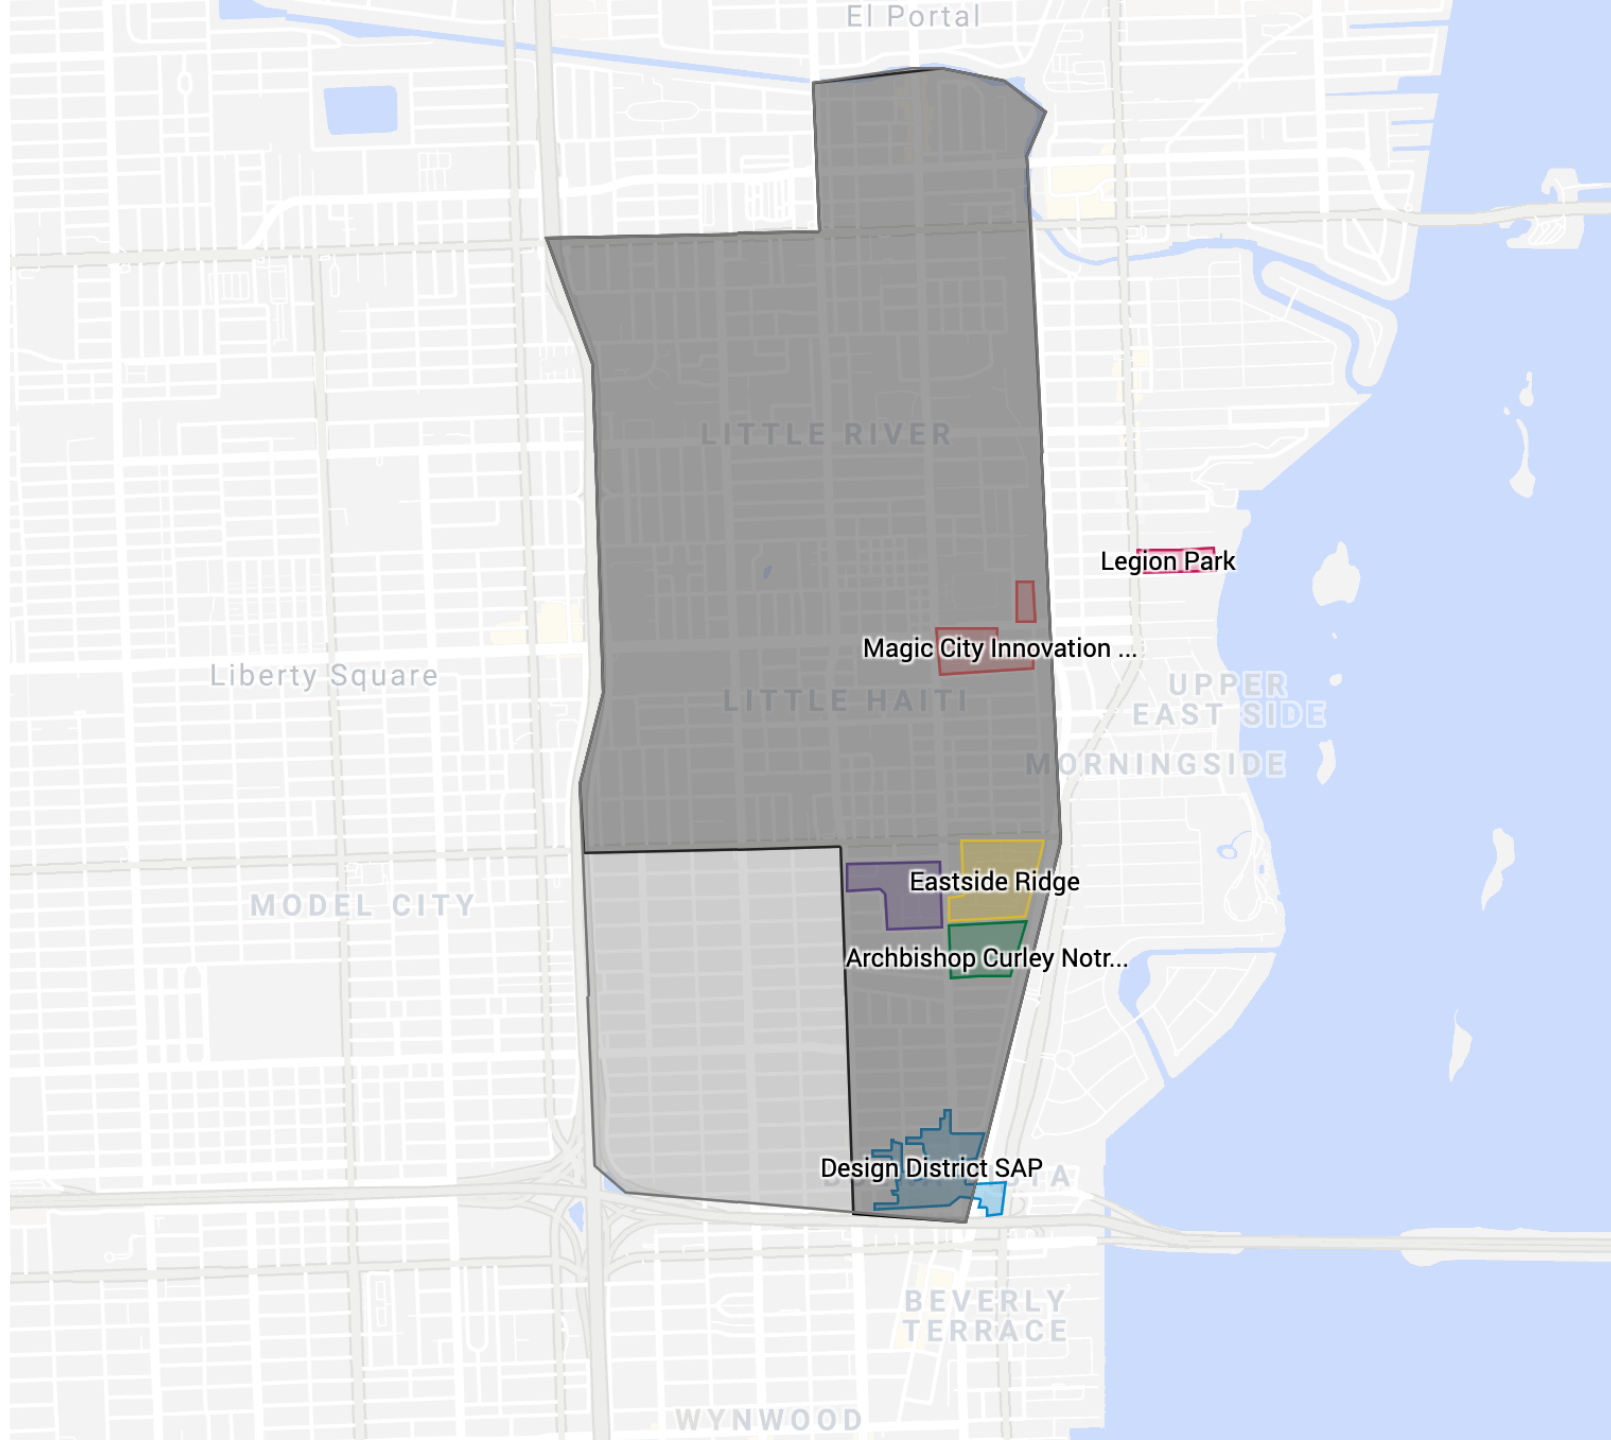 El Portal
LITTLE RIVER
Legion Park
Magic City Innovation ...
Liberty Square
LITTLE HAITI
UPPER
EAST SIDE
MORNINGSIDE
Eastside Ridge
MODEL CITY
Archbishop Curley Notr...
Design District SAP
BEVERLY
TERRACE
WYNWOOD